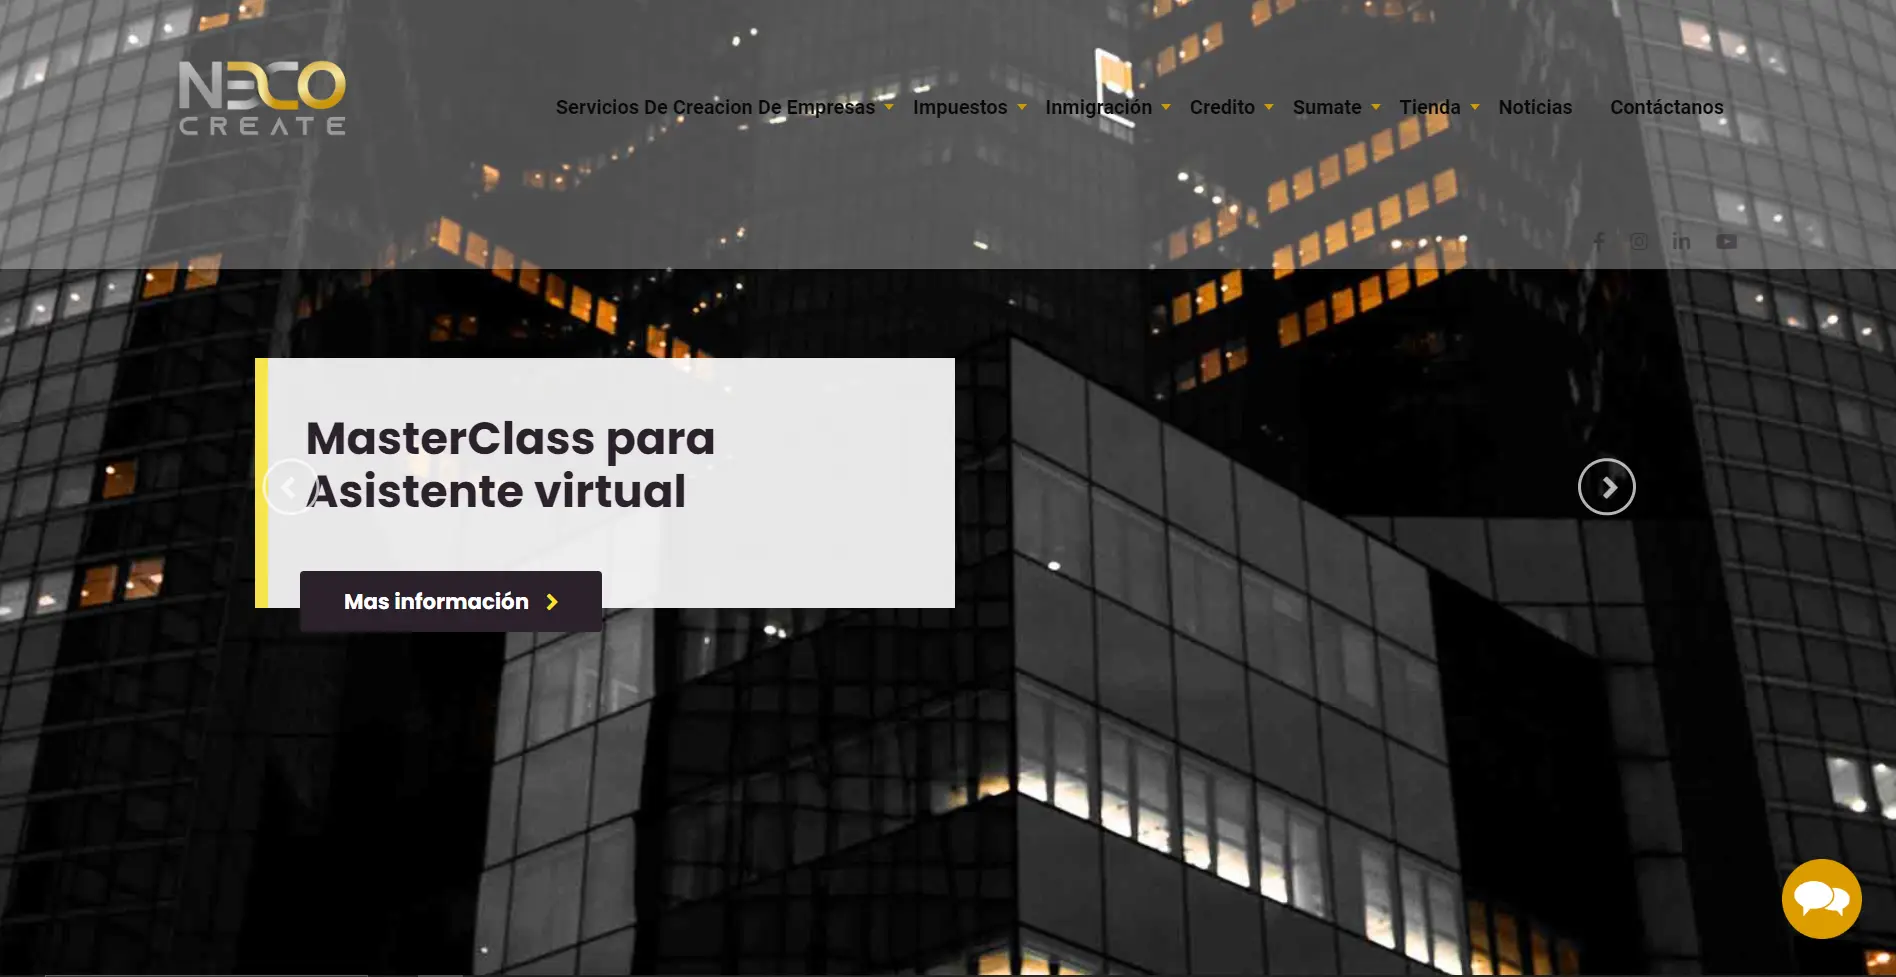 NECO
CREATE
Servicios De Creacion De Empresas
Impuestos
Inmigración
Credito
Sumate
Tienda
Noticias
Contáctanos
MasterClass para
Asistente virtual
Mas información